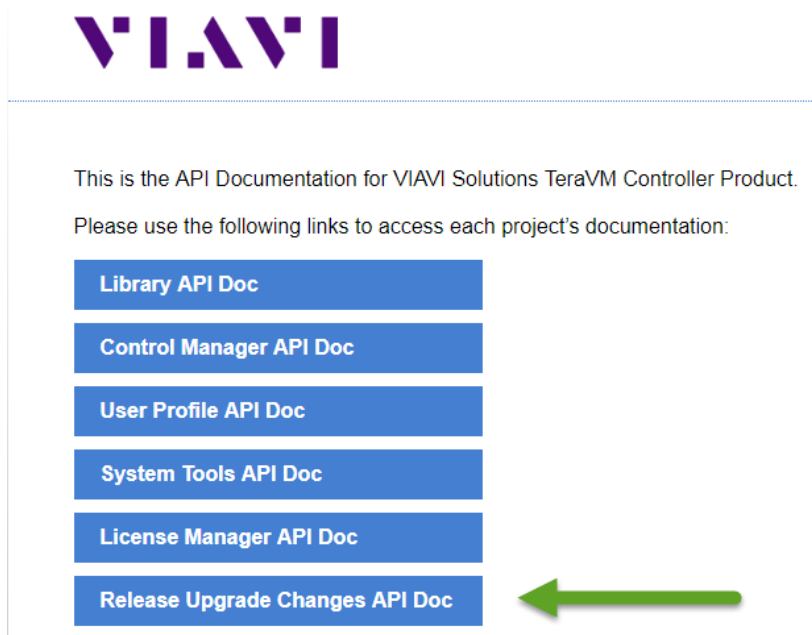 VIAVI
This is the API Documentation for VIAVI Solutions TeraVM Controller Product.
Please use the following links to access each project's documentation:
Library API Doc
Control Manager API Doc
User Profile API Doc
System Tools API Doc
License Manager API Doc
Release Upgrade Changes API Doc